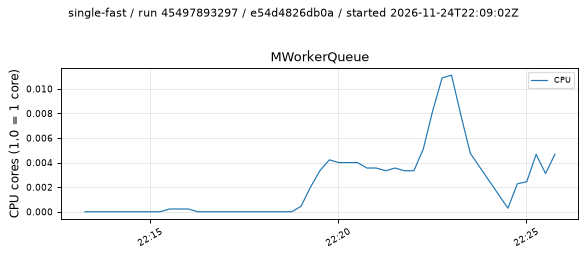 single-fast / run 45497893297 / e54d4826db0a / started 2026-11-24T22:09:02Z
MWorkerQueue
CPU cores (1.0 = 1 core)
0.010
0.008
0.006
0.004
0.002
0.000
CPU
22:15
22:20
22:25